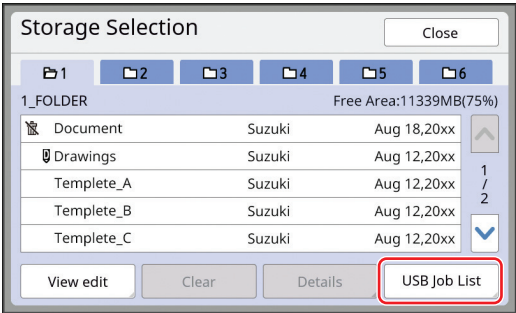 Storage Selection Close
1 2 3 4 5 6
1_FOLDER Free Area:11339MB(75%)
Document Suzuki Aug 18,20xx
Drawings Suzuki Aug 12,20xx
Templete_A Suzuki Aug 12,20xx
Templete_B Suzuki Aug 12,20xx
Templete_C Suzuki Aug 12,20xx
1
/
2
View edit Clear Details USB Job List